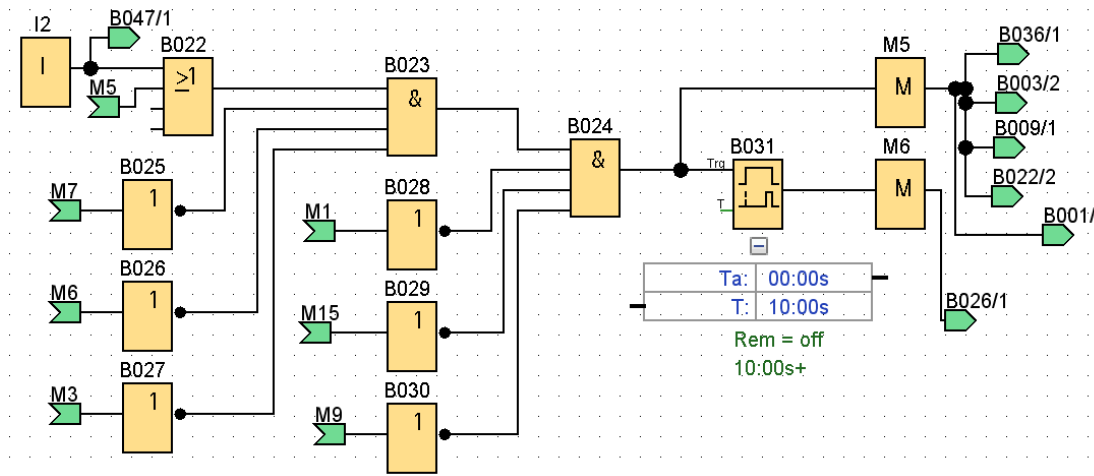 I2
B047/1
I
B022
≥1
M5
B023
&
B024
&
M5
M
B036/1
B003/2
B009/1
B022/2
B001/
B031
Trg
T
M6
M
B026/1
B025
M7
1
B028
M1
1
B026
M6
1
B029
M15
1
B027
M3
1
B030
M9
1
Ta: 00:00s
T: 10:00s
Rem = off
10:00s+